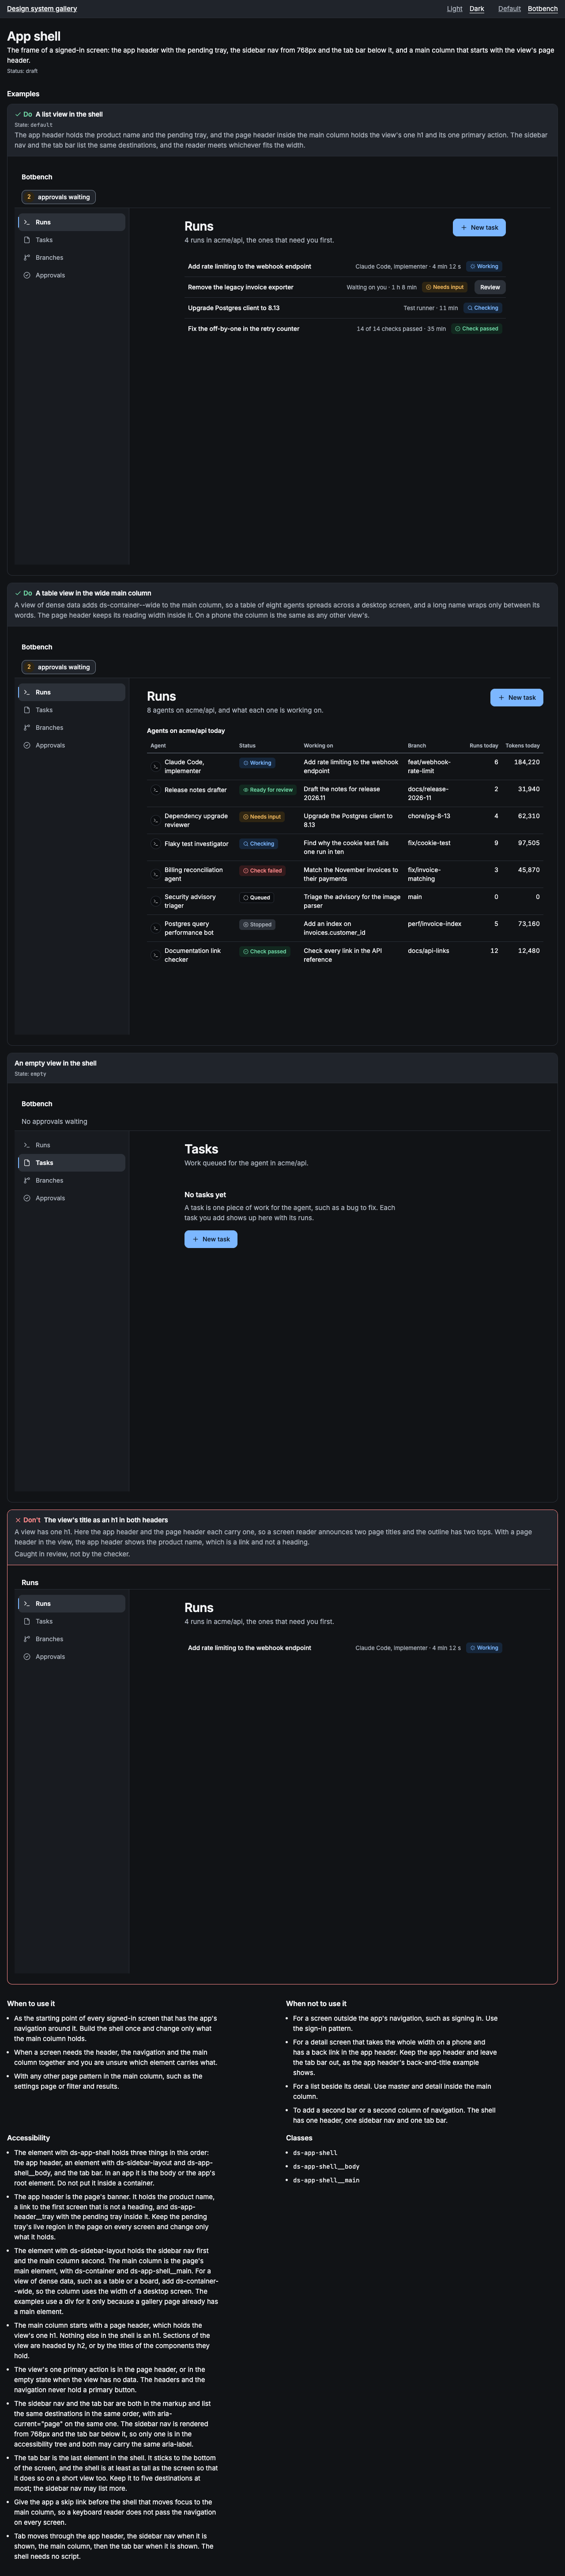 Design system gallery
Light Dark Default Botbench
App shell
The frame of a signed-in screen: the app header with the pending tray, the sidebar nav from 768px and the tab bar below it, and a main column that starts with the view's page
header.
Status: draft
Examples
Do A list view in the shell
State: default
The app header holds the product name and the pending tray, and the page header inside the main column holds the view's one h1 and its one primary action. The sidebar
nav and the tab bar list the same destinations, and the reader meets whichever fits the width.
Botbench
2 approvals waiting
Runs
Tasks
Branches
Approvals
Runs
4 runs in acme/api, the ones that need you first.
New task
Add rate limiting to the webhook endpoint Claude Code, Implementer · 4 min 12 s Working
Remove the legacy invoice exporter Waiting on you · 1 h 8 min Needs input Review
Upgrade Postgres client to 8.13 Test runner · 11 min Checking
Fix the off-by-one in the retry counter 14 of 14 checks passed · 35 min Check passed
Do A table view in the wide main column
A view of dense data adds ds-container--wide to the main column, so a table of eight agents spreads across a desktop screen, and a long name wraps only between its
words. The page header keeps its reading width inside it. On a phone the column is the same as any other view's.
Botbench
2 approvals waiting
Runs
Tasks
Branches
Approvals
Runs
8 agents on acme/api, and what each one is working on.
New task
Agents on acme/api today
Agent Status Working on Branch Runs today Tokens today
Claude Code, implementer Working Add rate limiting to the webhook endpoint feat/webhook-rate-limit 6 184,220
Release notes drafter Ready for review Draft the notes for release 2026.11 docs/release-2026-11 2 31,940
Dependency upgrade reviewer Needs input Upgrade the Postgres client to 8.13 chore/pg-8-13 4 62,310
Flaky test investigator Checking Find why the cookie test fails one run in ten fix/cookie-test 9 97,505
Billing reconciliation agent Check failed Match the November invoices to their payments fix/invoice-matching 3 45,870
Security advisory triager Queued Triage the advisory for the image parser main 0 0
Postgres query performance bot Stopped Add an index on invoices.customer_id perf/invoice-index 5 73,160
Documentation link checker Check passed Check every link in the API reference docs/api-links 12 12,480
An empty view in the shell
State: empty
Botbench
No approvals waiting
Runs
Tasks
Branches
Approvals
Tasks
Work queued for the agent in acme/api.
No tasks yet
A task is one piece of work for the agent, such as a bug to fix. Each
task you add shows up here with its runs.
New task
Don't The view's title as an h1 in both headers
A view has one h1. Here the app header and the page header each carry one, so a screen reader announces two page titles and the outline has two tops. With a page
header in the view, the app header shows the product name, which is a link and not a heading.
Caught in review, not by the checker.
Runs
Runs
Tasks
Branches
Approvals
Runs
4 runs in acme/api, the ones that need you first.
Add rate limiting to the webhook endpoint Claude Code, Implementer · 4 min 12 s Working
When to use it
As the starting point of every signed-in screen that has the app's
navigation around it. Build the shell once and change only what
the main column holds.
When a screen needs the header, the navigation and the main
column together and you are unsure which element carries what.
With any other page pattern in the main column, such as the
settings page or filter and results.
When not to use it
For a screen outside the app's navigation, such as signing in. Use
the sign-in pattern.
For a detail screen that takes the whole width on a phone and
has a back link in the app header. Keep the app header and leave
the tab bar out, as the app header's back-and-title example
shows.
For a list beside its detail. Use master and detail inside the main
column.
To add a second bar or a second column of navigation. The shell
has one header, one sidebar nav and one tab bar.
Accessibility
The element with ds-app-shell holds three things in this order:
the app header, an element with ds-sidebar-layout and ds-app-
shell__body, and the tab bar. In an app it is the body or the app's
root element. Do not put it inside a container.
The app header is the page's banner. It holds the product name,
a link to the first screen that is not a heading, and ds-app-
header__tray with the pending tray inside it. Keep the pending
tray's live region in the page on every screen and change only
what it holds.
The element with ds-sidebar-layout holds the sidebar nav first
and the main column second. The main column is the page's
main element, with ds-container and ds-app-shell__main. For a
view of dense data, such as a table or a board, add ds-container-
-wide, so the column uses the width of a desktop screen. The
examples use a div for it only because a gallery page already has
a main element.
The main column starts with a page header, which holds the
view's one h1. Nothing else in the shell is an h1. Sections of the
view are headed by h2, or by the titles of the components they
hold.
The view's one primary action is in the page header, or in the
empty state when the view has no data. The headers and the
navigation never hold a primary button.
The sidebar nav and the tab bar are both in the markup and list
the same destinations in the same order, with aria-
current="page" on the same one. The sidebar nav is rendered
from 768px and the tab bar below it, so only one is in the
accessibility tree and both may carry the same aria-label.
The tab bar is the last element in the shell. It sticks to the bottom
of the screen, and the shell is at least as tall as the screen so that
it does so on a short view too. Keep it to five destinations at
most; the sidebar nav may list more.
Give the app a skip link before the shell that moves focus to the
main column, so a keyboard reader does not pass the navigation
on every screen.
Tab moves through the app header, the sidebar nav when it is
shown, the main column, then the tab bar when it is shown. The
shell needs no script.
Classes
ds-app-shell
ds-app-shell__body
ds-app-shell__main